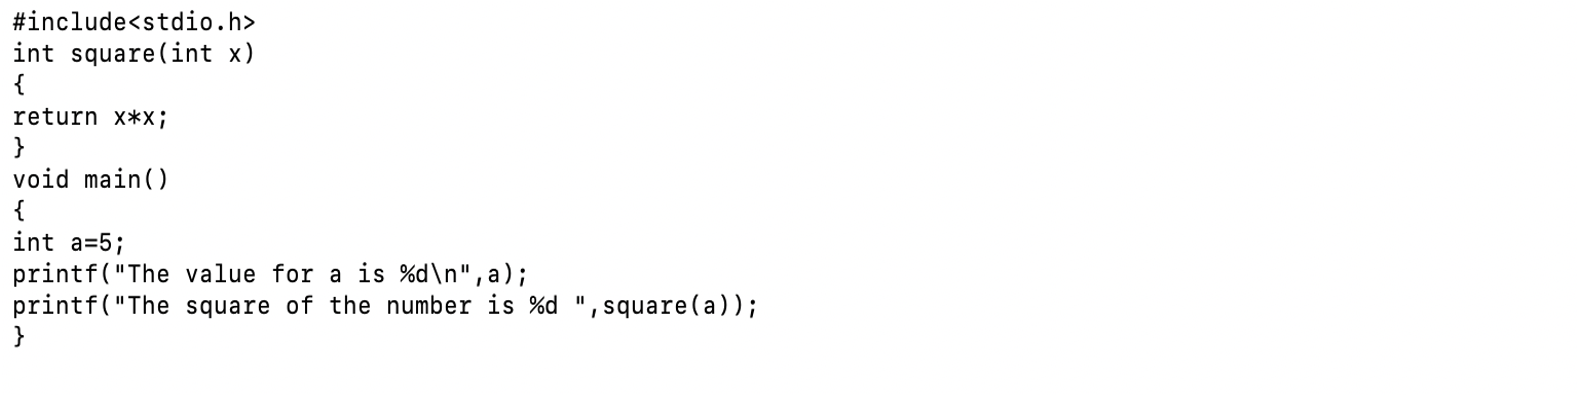 #include<stdio.h>
int square(int x)
{
return x*x;
}
void main()
{
int a=5;
printf("The value for a is %d\n",a);
printf("The square of the number is %d ",square(a));
}